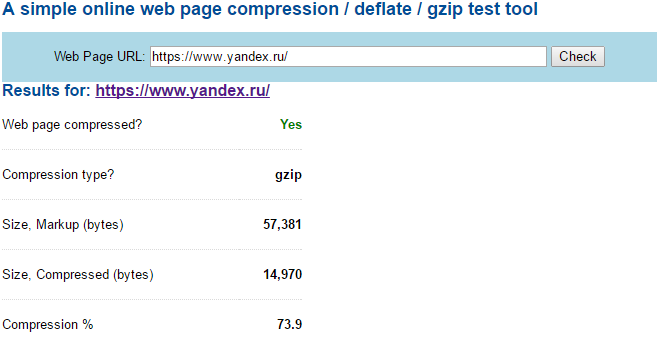 A simple online web page compression / deflate / gzip test tool
Web Page URL: https://www.yandex.ru/ Check
Results for: https://www.yandex.ru/
Web page compressed? Yes
Compression type? gzip
Size, Markup (bytes) 57,381
Size, Compressed (bytes) 14,970
Compression % 73.9